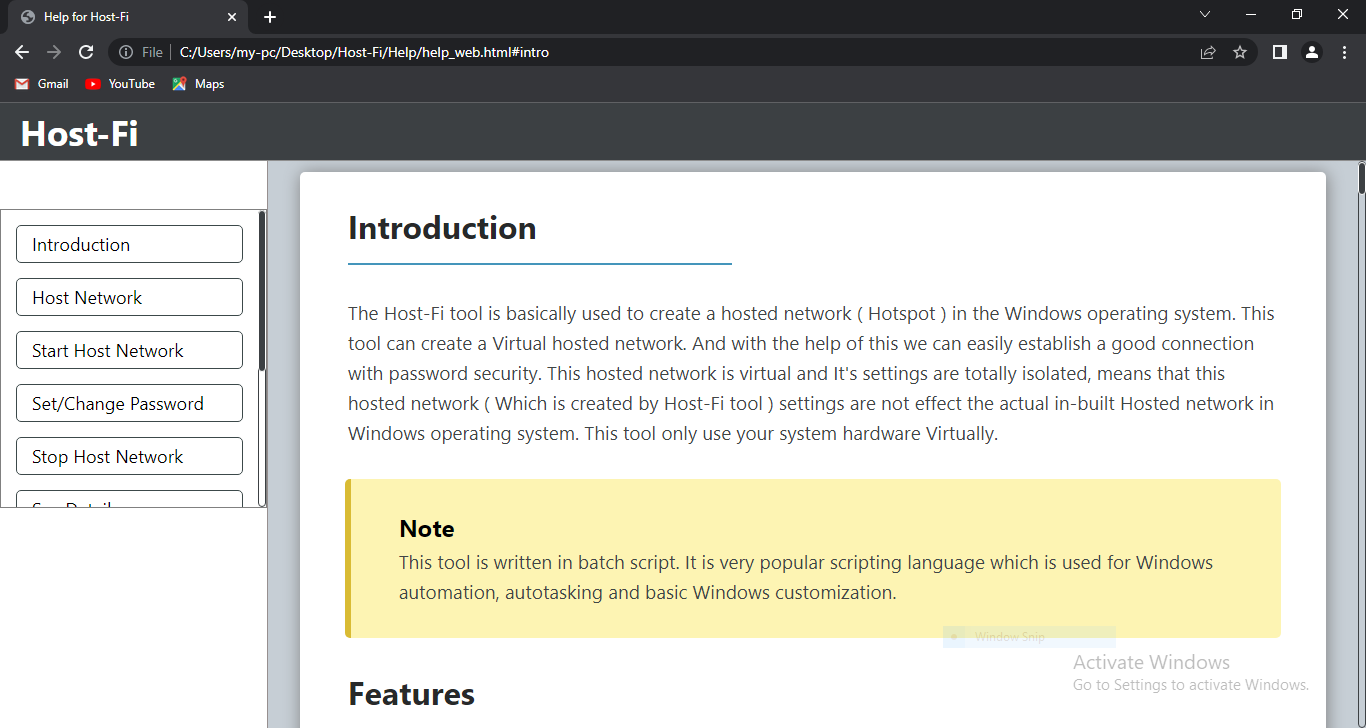 Help for Host-Fi
File
C:/Users/my-pc/Desktop/Host-Fi/Help/help_web.html#intro
Gmail
YouTube
Maps
Host-Fi
Introduction
Host Network
Start Host Network
Set/Change Password
Stop Host Network
Introduction
The Host-Fi tool is basically used to create a hosted network ( Hotspot ) in the Windows operating system. This
tool can create a Virtual hosted network. And with the help of this we can easily establish a good connection
with password security. This hosted network is virtual and It's settings are totally isolated, means that this
hosted network ( Which is created by Host-Fi tool ) settings are not effect the actual in-built Hosted network in
Windows operating system. This tool only use your system hardware Virtually.
Note
This tool is written in batch script. It is very popular scripting language which is used for Windows
automation, autotasking and basic Windows customization.
Window Snip
Activate Windows
Go to Settings to activate Windows.
Features